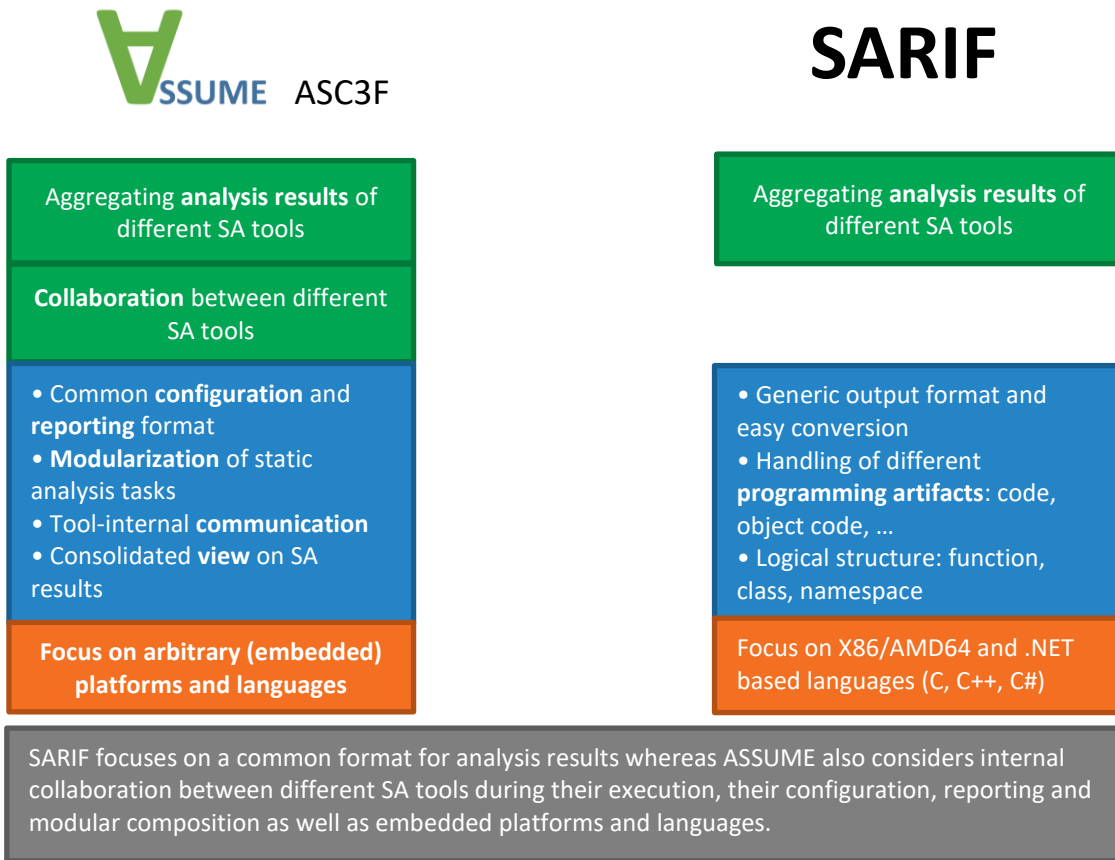 ASSUME ASC3F
SARIF
Aggregating analysis results of
different SA tools
Collaboration between different
SA tools
• Common configuration and
reporting format
• Modularization of static
analysis tasks
• Tool-internal communication
• Consolidated view on SA
results
Focus on arbitrary (embedded)
platforms and languages
Aggregating analysis results of
different SA tools
• Generic output format and
easy conversion
• Handling of different
programming artifacts: code,
object code, …
• Logical structure: function,
class, namespace
Focus on X86/AMD64 and .NET
based languages (C, C++, C#)
SARIF focuses on a common format for analysis results whereas ASSUME also considers internal
collaboration between different SA tools during their execution, their configuration, reporting and
modular composition as well as embedded platforms and languages.